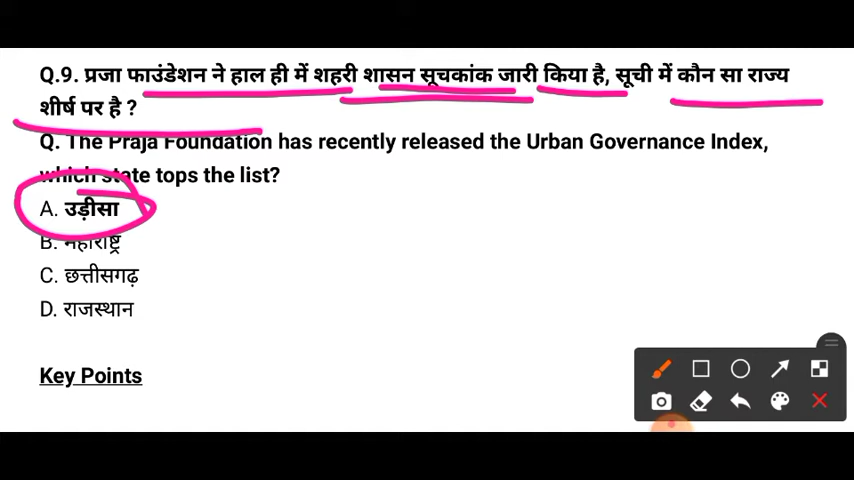 Q.9. प्रजा फाउंडेशन ने हाल ही में शहरी शासन सूचकांक जारी किया है, सूची में कौन सा राज्य
शीर्ष पर है ?
Q. The Praja Foundation has recently released the Urban Governance Index,
which state tops the list?
A. उड़ीसा
B. महाराष्ट्र
C. छत्तीसगढ़
D. राजस्थान
Key Points